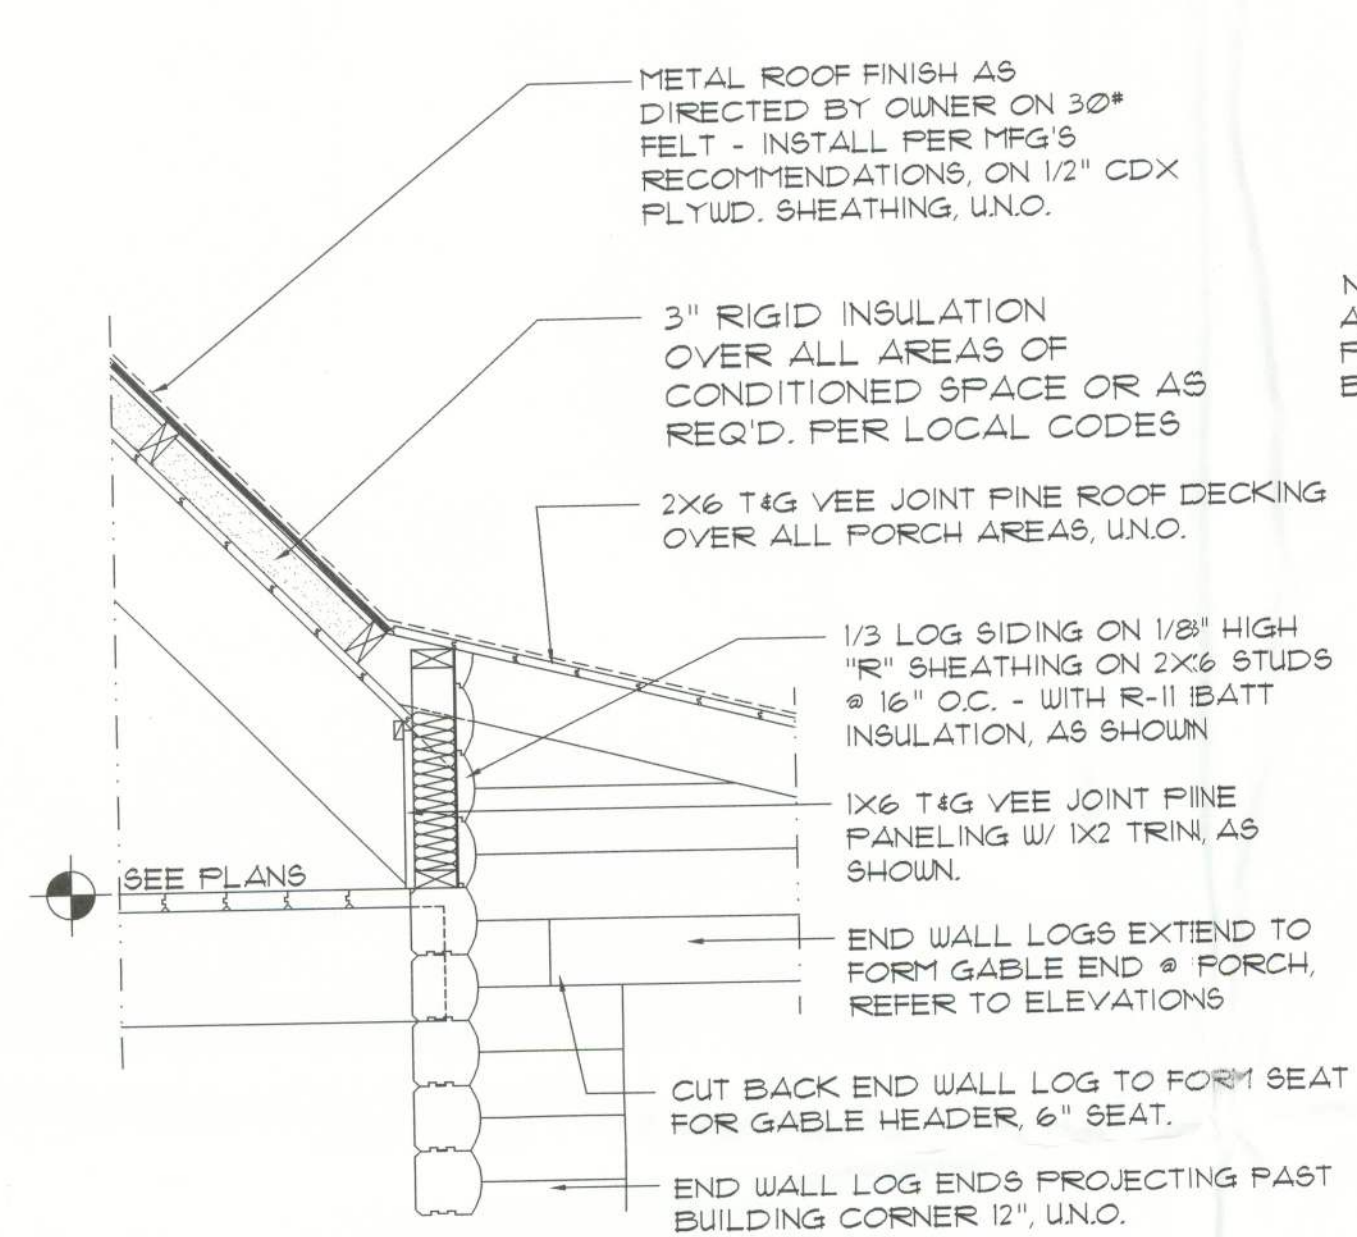 METAL ROOF FINISH AS
DIRECTED BY OWNER ON 30#
FELT - INSTALL PER MFG'S
RECOMMENDATIONS, ON 1/2" CDX
PLYWD. SHEATHING, U.N.O.
3" RIGID INSULATION
OVER ALL AREAS OF
CONDITIONED SPACE OR AS
REQ'D. PER LOCAL CODES
2X6 T&G VEE JOINT PINE ROOF DECKING
OVER ALL PORCH AREAS, U.N.O.
1/3 LOG SIDING ON 1/8" HIGH
"R" SHEATHING ON 2X6 STUDS
@ 16" O.C. - WITH R-11 BATT
INSULATION, AS SHOWN
1X6 T&G VEE JOINT PINE
PANELING W/ 1X2 TRIM, AS
SHOWN.
SEE PLANS
END WALL LOGS EXTEND TO
FORM GABLE END @ PORCH,
REFER TO ELEVATIONS
CUT BACK END WALL LOG TO FORM SEAT
FOR GABLE HEADER, 6" SEAT.
END WALL LOG ENDS PROJECTING PAST
BUILDING CORNER 12", U.N.O.